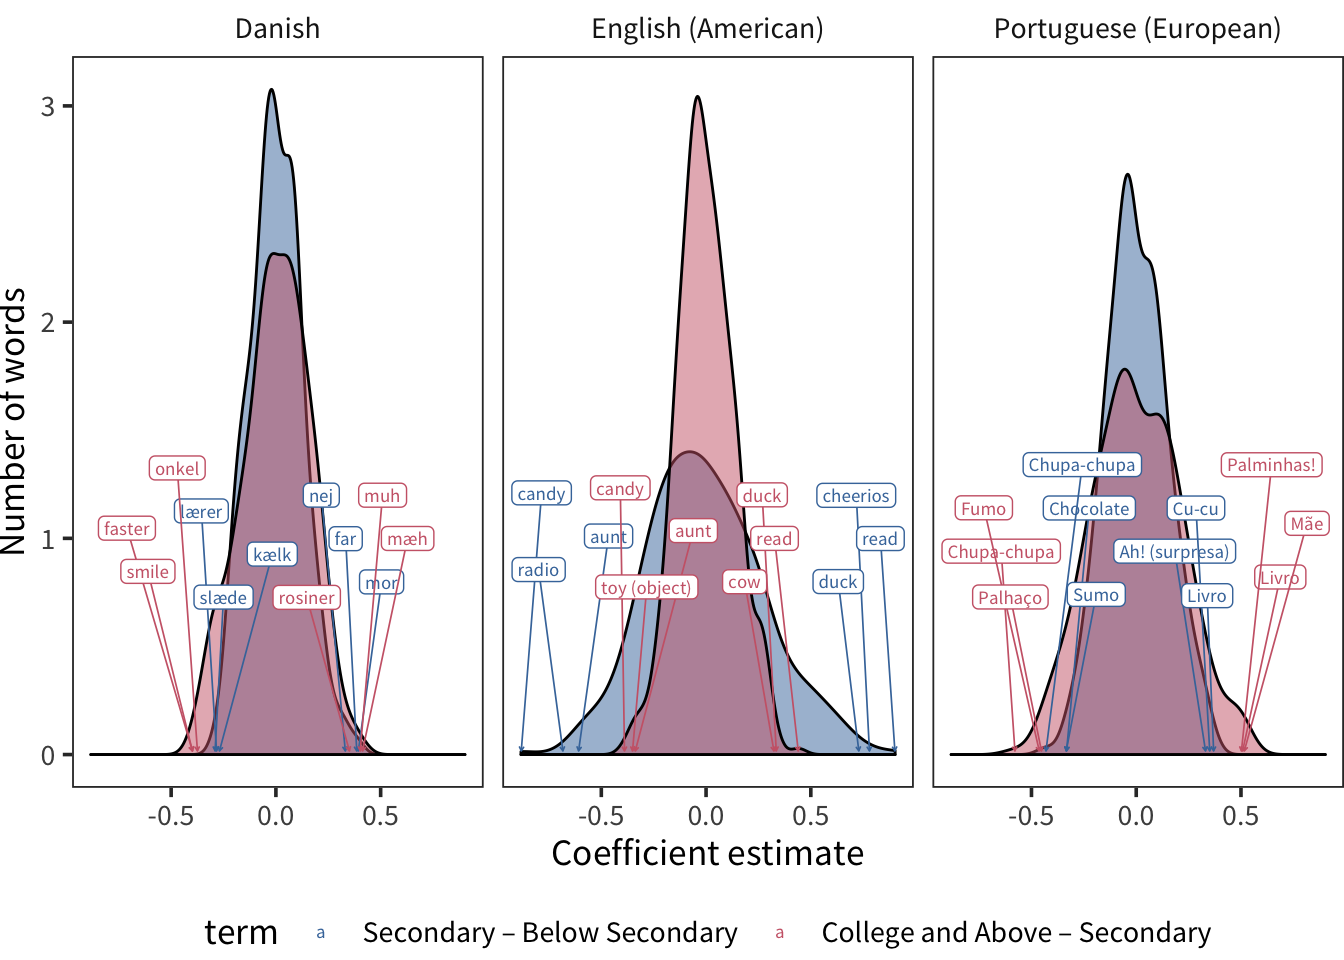 Danish
English (American)
Portuguese (European)
Number of words
3
2
1
0
onkel
lærer
faster
smile
slæde
kælk
nej
far
rosiner
muh
mæh
mor
candy
radio
aunt
candy
toy (object)
aunt
duck
read
cow
cheerios
read
duck
Chupa-chupa
Chocolate
Fumo
Chupa-chupa
Palhaço
Sumo
Cu-cu
Ah! (surpresa)
Livro
Palminhas!
Mãe
Livro
-0.5 0.0 0.5
-0.5 0.0 0.5
-0.5 0.0 0.5
Coefficient estimate
term a Secondary – Below Secondary a College and Above – Secondary